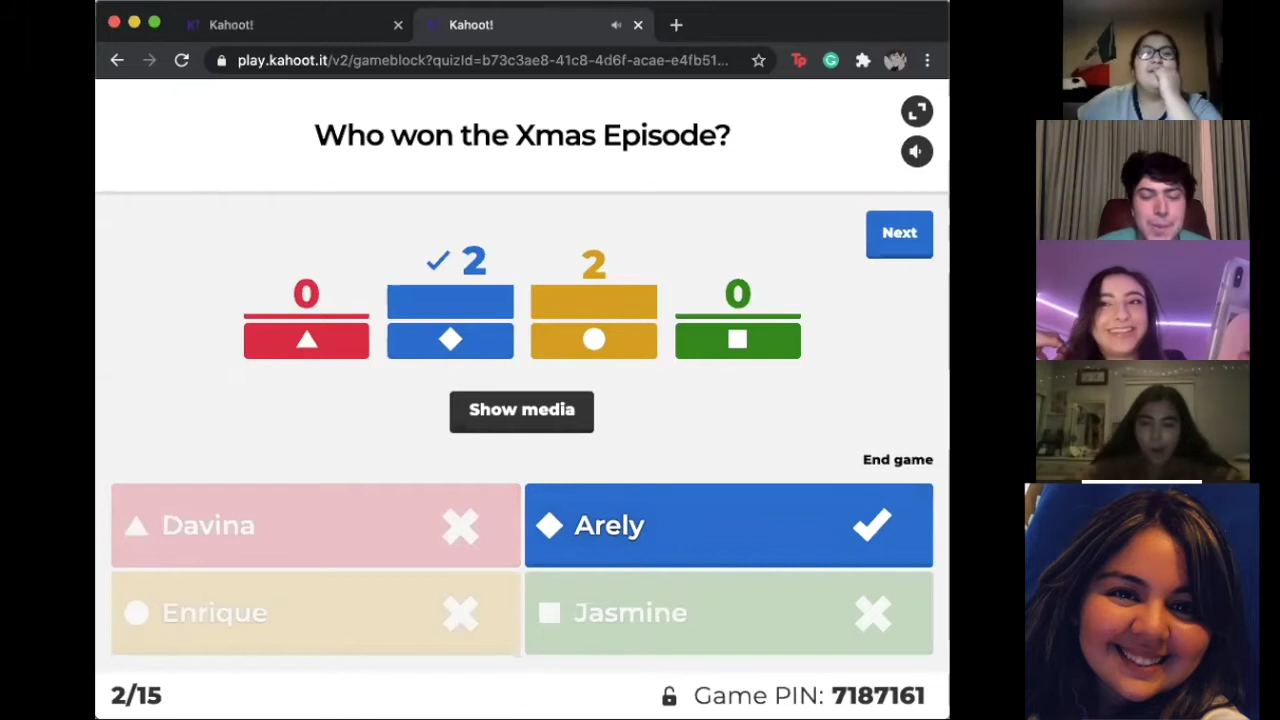 Kahoot!
Kahoot!
play.kahoot.it/v2/gameblock?quizId=b73c3ae8-41c8-4d6f-acae-e4fb51...
Tp
G
Who won the Xmas Episode?
Next
0
2
2
0
Show media
End game
Davina
Arely
Enrique
Jasmine
2/15
Game PIN: 7187161